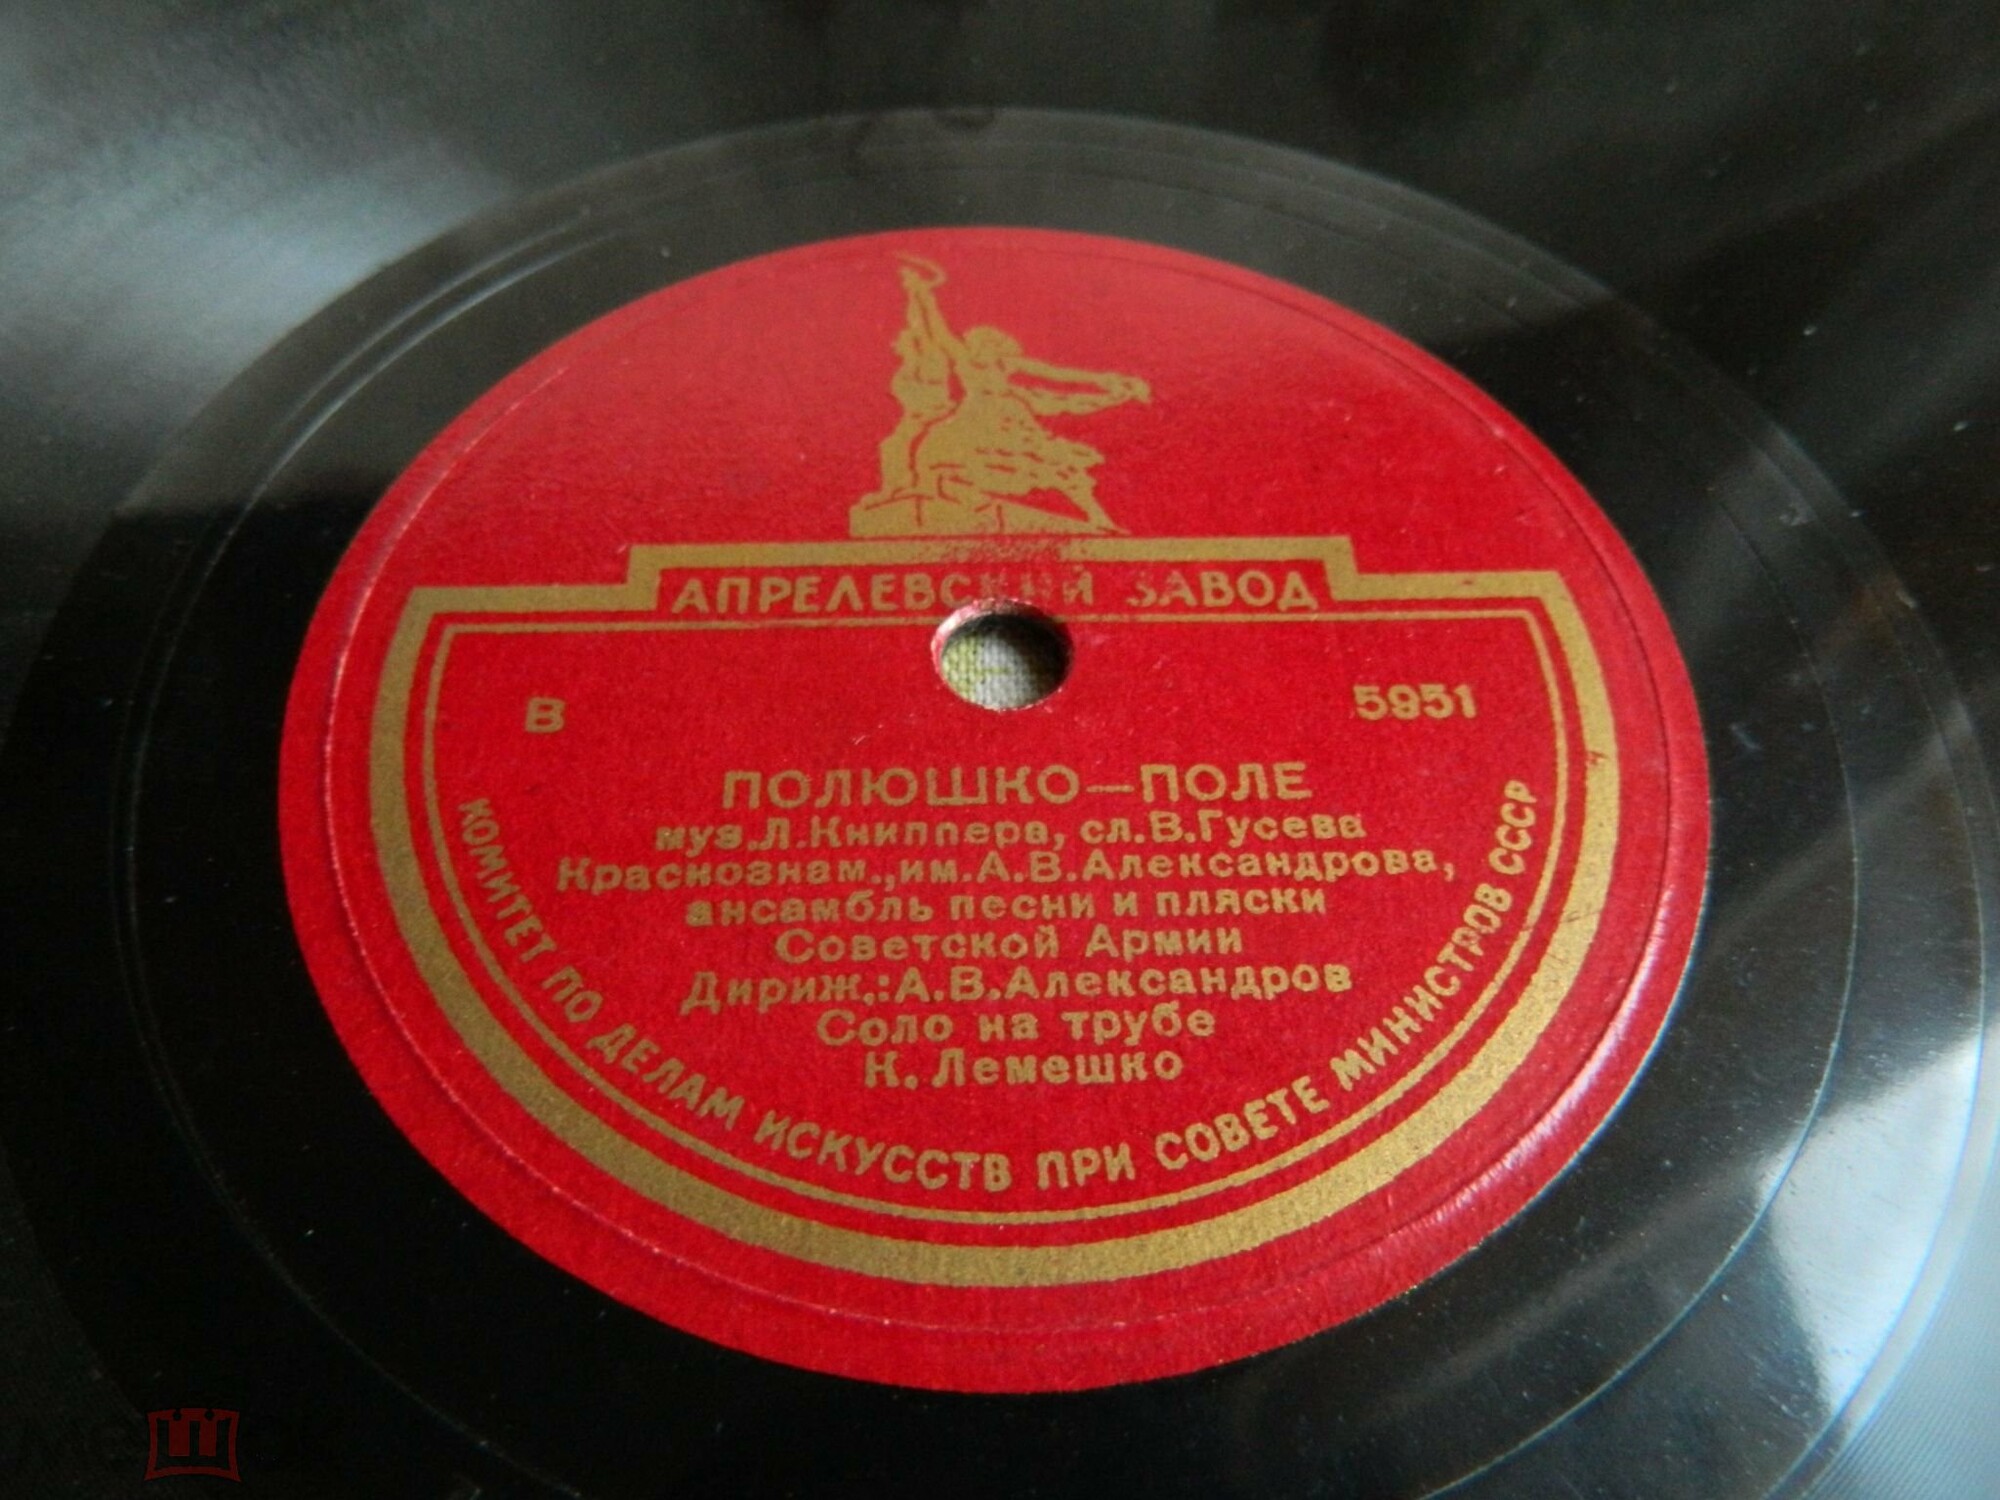 АПРЕЛЕВСКИЙ ЗАВОД
В 5951
ПОЛЮШКО—ПОЛЕ
муз.Л.Книппера, сл.В.Гусева
Краснознам.,им.А.В.Александрова,
ансамбль песни и пляски
Советской Армии
Дириж.:А.В.Александров
Соло на трубе
К. Лемешко
КОМИТЕТ ПО ДЕЛАМ ИСКУССТВ ПРИ СОВЕТЕ МИНИСТРОВ СССР